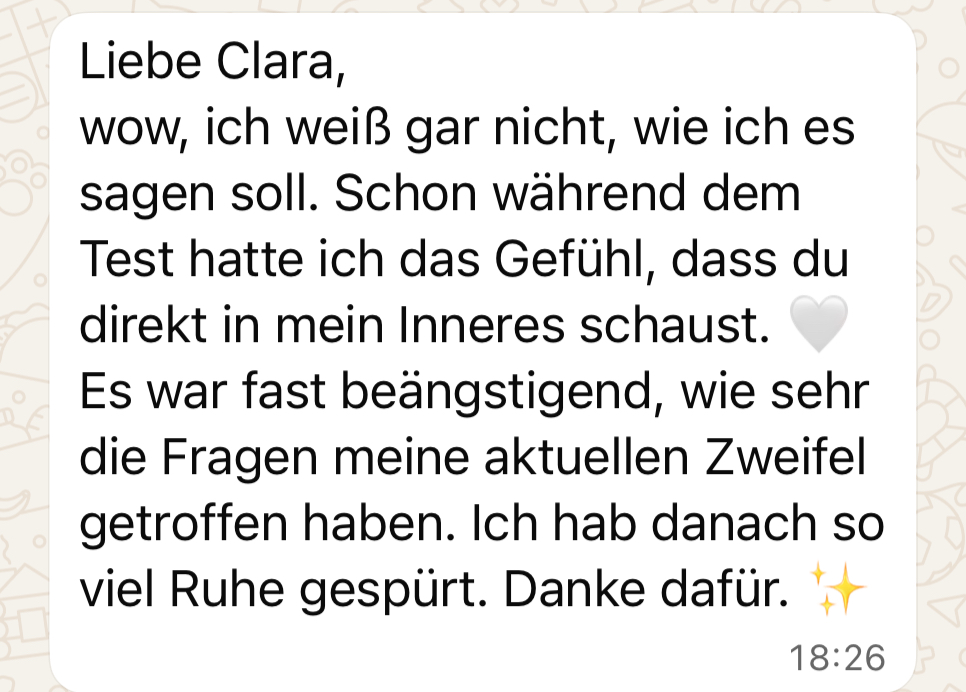 Liebe Clara,
wow, ich weiß gar nicht, wie ich es
sagen soll. Schon während dem
Test hatte ich das Gefühl, dass du
direkt in mein Inneres schaust. 🤍
Es war fast beängstigend, wie sehr
die Fragen meine aktuellen Zweifel
getroffen haben. Ich hab danach so
viel Ruhe gespürt. Danke dafür. ✨
18:26